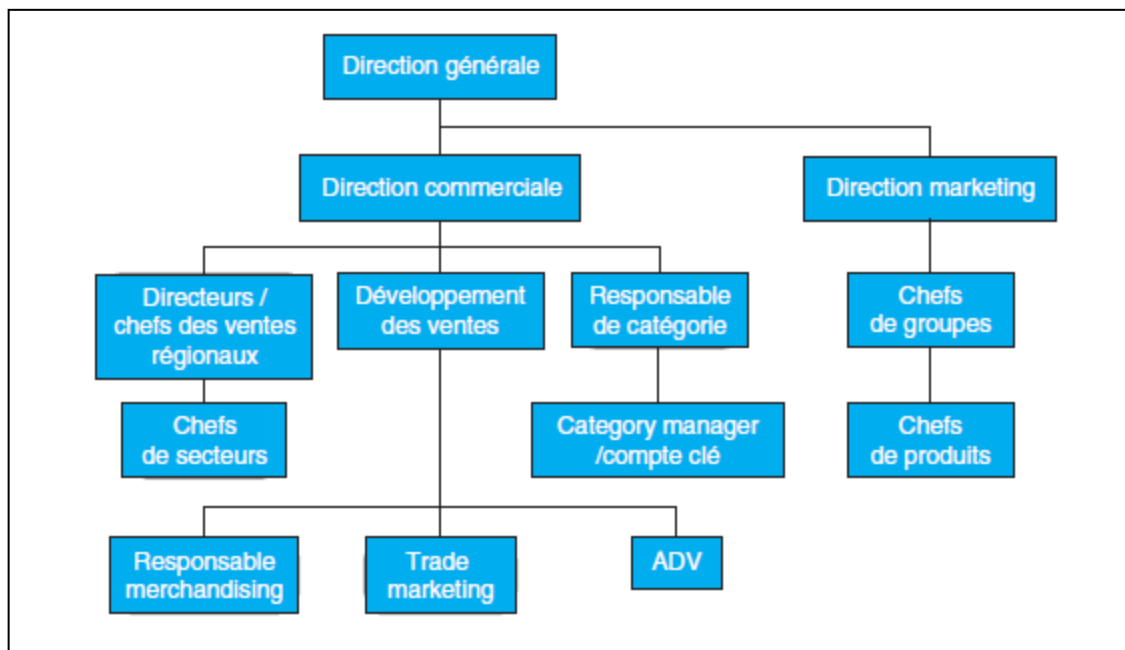 Direction générale
Direction commerciale
Direction marketing
Directeurs /
chefs des ventes
régionaux
Développement
des ventes
Responsable
de catégorie
Chefs
de groupes
Chefs
de secteurs
Category manager
/compte clé
Chefs
de produits
Responsable
merchandising
Trade
marketing
ADV